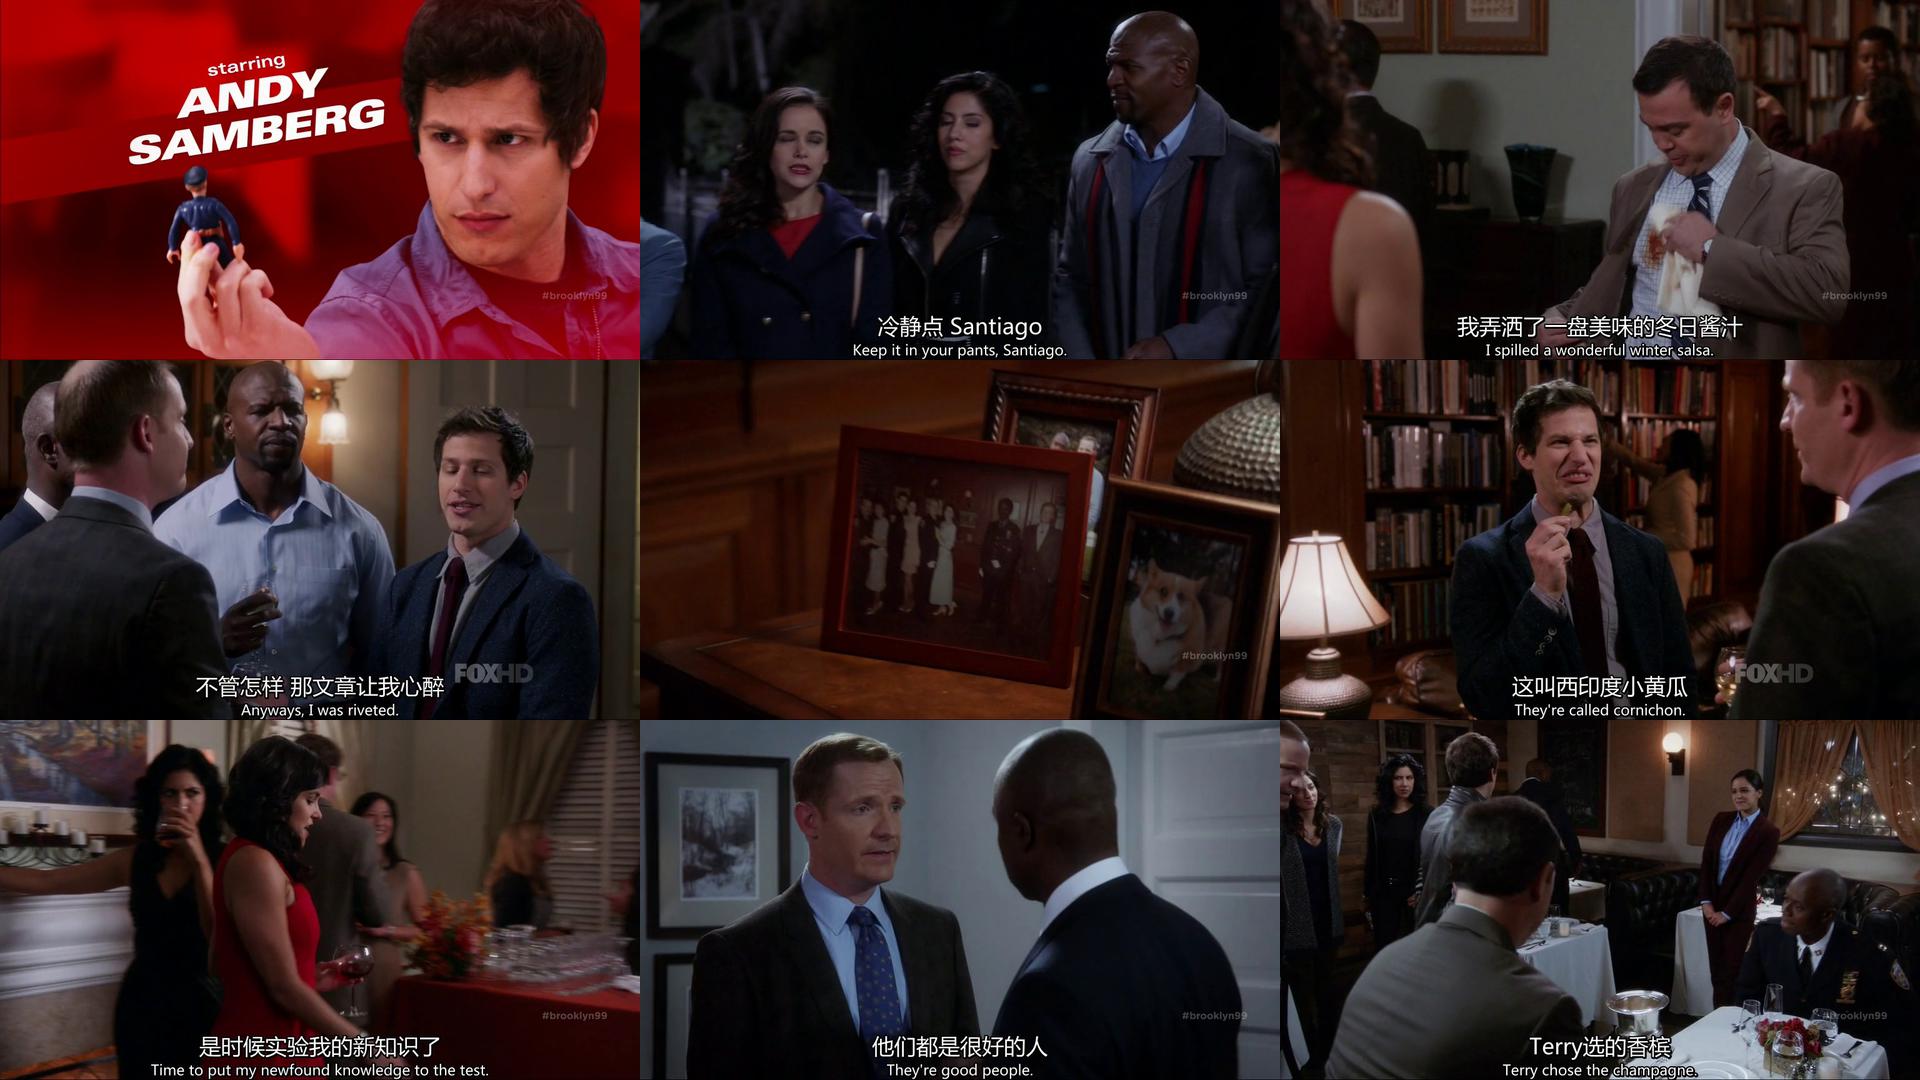 starring
ANDY
SAMBERG
#brooklyn99
#brooklyn99
冷静点 Santiago
Keep it in your pants, Santiago.
#brooklyn99
我弄洒了一盘美味的冬日酱汁
I spilled a wonderful winter salsa.
FOXHD
不管怎样 那文章让我心醉
Anyways, I was riveted.
#brooklyn99
FOXHD
这叫西印度小黄瓜
They're called cornichon.
#brooklyn99
是时候实验我的新知识了
Time to put my newfound knowledge to the test.
#brooklyn99
他们都是很好的人
They're good people.
#brooklyn99
Terry选的香槟
Terry chose the champagne.